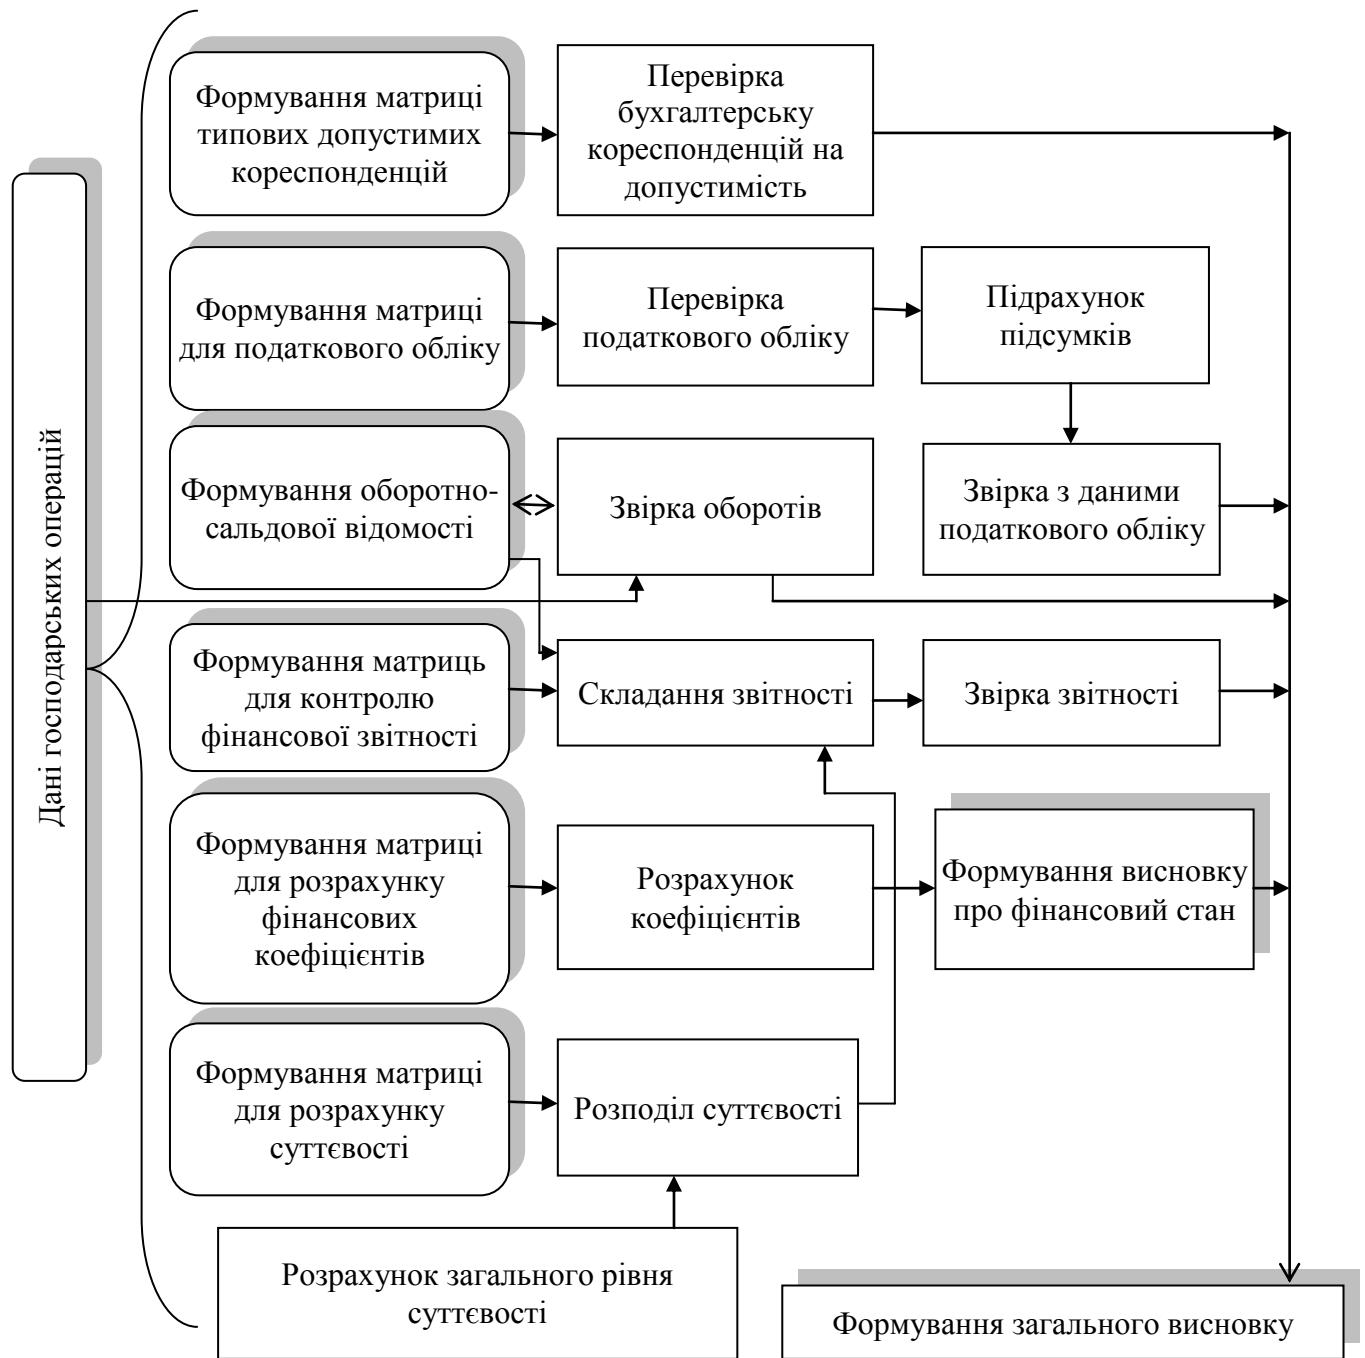 Дані господарських операцій
Формування матриці
типових допустимих
кореспонденцій
Перевірка
бухгалтерську
кореспонденцій на
допустимість
Формування матриці
для податкового обліку
Перевірка
податкового обліку
Підрахунок
підсумків
Формування оборотно-
сальдової відомості
Звірка оборотів
Звірка з даними
податкового обліку
Формування матриць
для контролю
фінансової звітності
Складання звітності
Звірка звітності
Формування матриці
для розрахунку
фінансових
коефіцієнтів
Розрахунок
коефіцієнтів
Формування висновку
про фінансовий стан
Формування матриці
для розрахунку
суттєвості
Розподіл суттєвості
Розрахунок загального рівня
суттєвості
Формування загального висновку